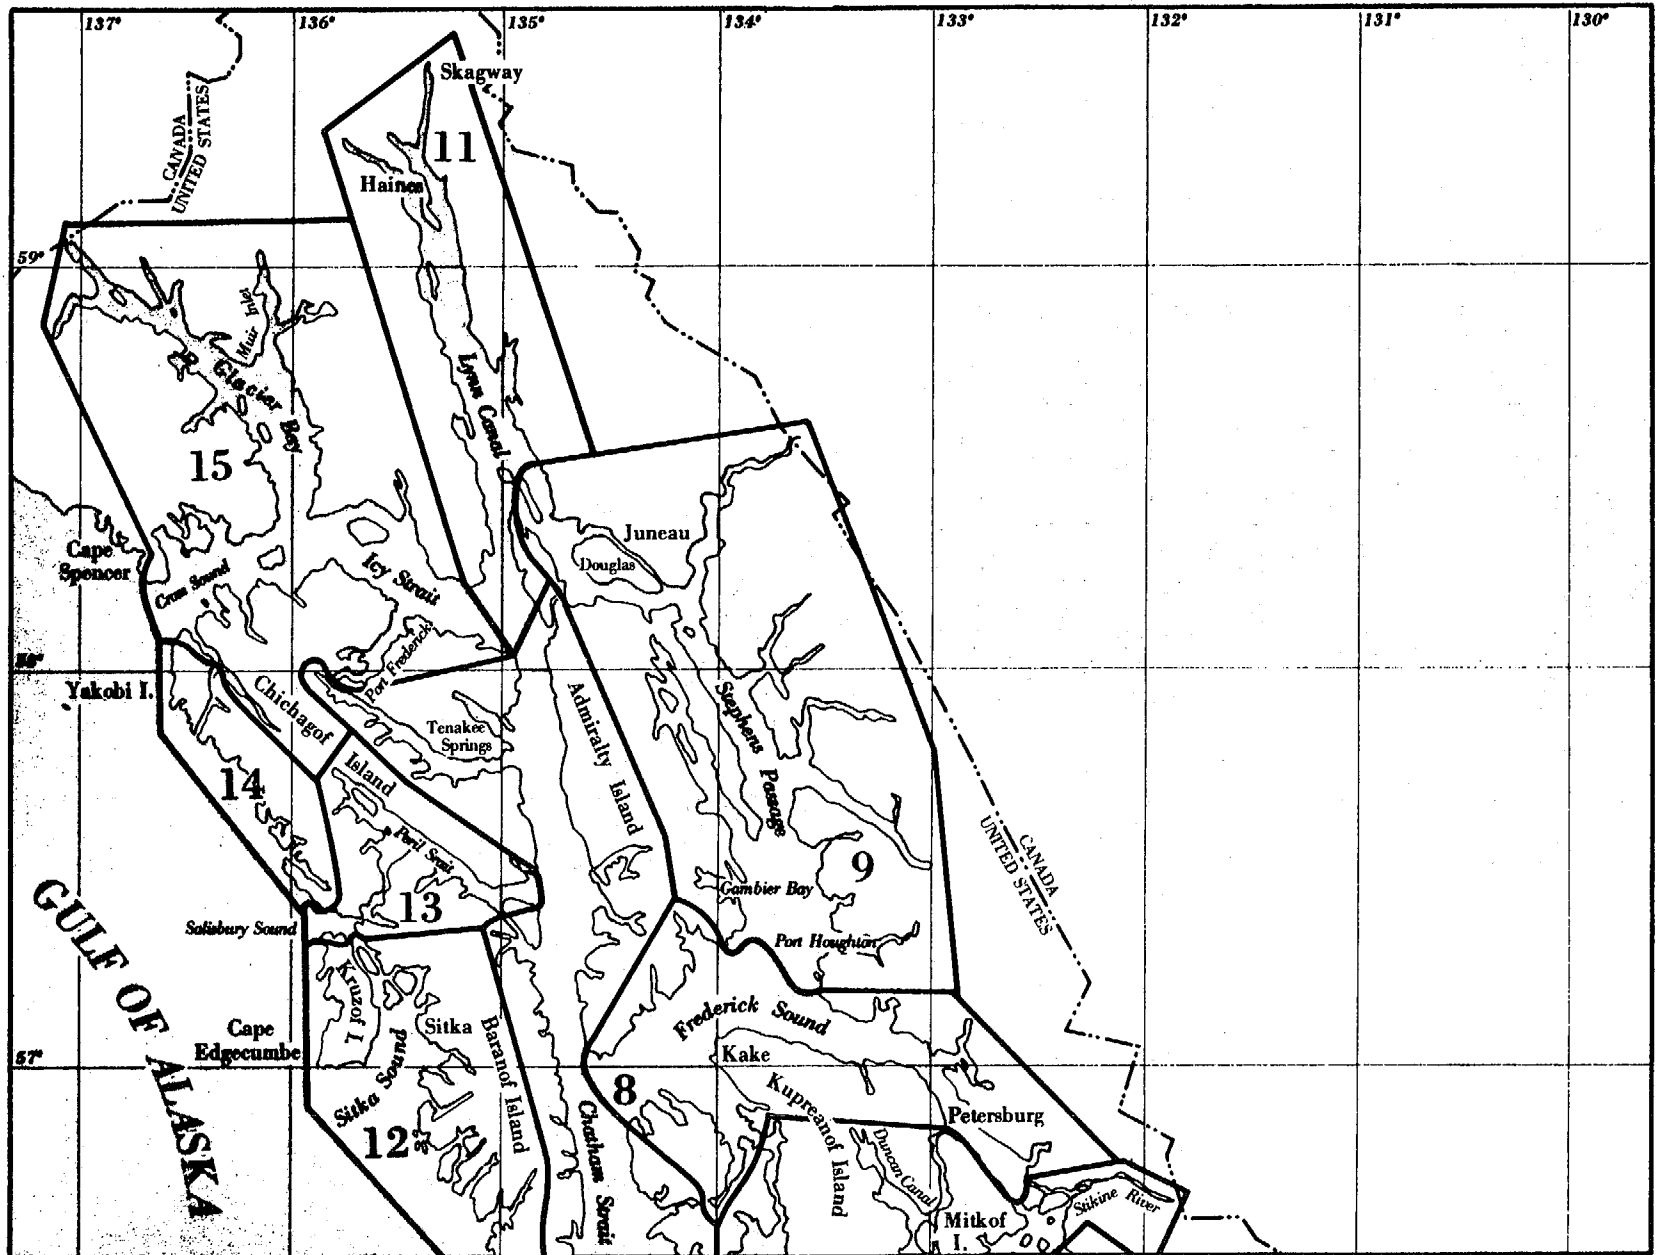 137° 136° 135° 134° 133° 132° 131° 130°
Skagway
CANADA
UNITED STATES
11
Haines
59°
Muir Inlet
Glacier Bay
Lynn Canal
15
Juneau
Douglas
Cape
Spencer
Cross Sound
Icy Strait
58°
Port Frederick
Yakobi I.
Chichagof
Island
Tenakee
Springs
Admiralty Island
Stephens Passage
14
Peril Strait
9
CANADA
UNITED STATES
Gambier Bay
13
Salisbury Sound
Port Houghton
GULF OF ALASKA
Kruzof I.
Frederick Sound
Cape
Edgecumbe
Sitka
Baranof Island
57°
Kake
Sitka Sound
8
Kupreanof Island
Petersburg
Chatham Strait
12
Duncan Canal
Stikine River
Mitkof
I.